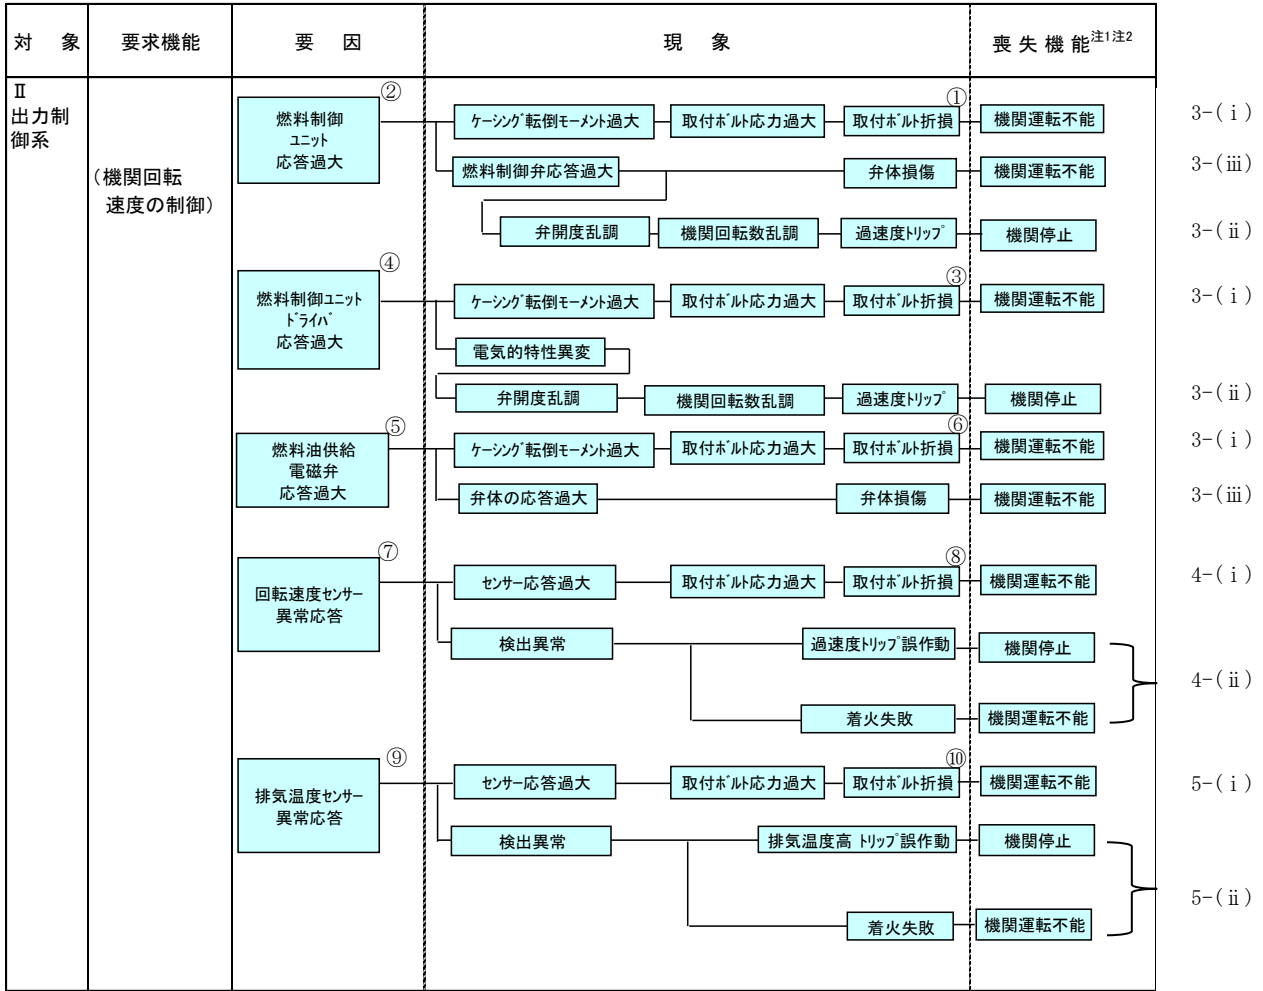 対　象　要求機能　要　因　現　象　喪失機能注1注2
Ⅱ
出力制
御系
(機関回転
速度の制御)
②
燃料制御
ユニット
応答過大
ケーシング転倒モーメント過大　取付ボルト応力過大　取付ボルト折損　①　機関運転不能　3-(ⅰ)
燃料制御弁応答過大　弁体損傷　機関運転不能　3-(ⅲ)
弁開度乱調　機関回転数乱調　過速度トリップ　機関停止　3-(ⅱ)
④
燃料制御ユニット
ドライバ
応答過大
ケーシング転倒モーメント過大　取付ボルト応力過大　取付ボルト折損　③　機関運転不能　3-(ⅰ)
電気的特性異変
弁開度乱調　機関回転数乱調　過速度トリップ　機関停止　3-(ⅱ)
⑤
燃料油供給
電磁弁
応答過大
ケーシング転倒モーメント過大　取付ボルト応力過大　取付ボルト折損　⑥　機関運転不能　3-(ⅰ)
弁体の応答過大　弁体損傷　機関運転不能　3-(ⅲ)
⑦
回転速度センサー
異常応答
センサー応答過大　取付ボルト応力過大　取付ボルト折損　⑧　機関運転不能　4-(ⅰ)
検出異常　過速度トリップ誤作動　機関停止
4-(ⅱ)
着火失敗　機関運転不能
⑨
排気温度センサー
異常応答
センサー応答過大　取付ボルト応力過大　取付ボルト折損　⑩　機関運転不能　5-(ⅰ)
検出異常　排気温度高 トリップ誤作動　機関停止
5-(ⅱ)
着火失敗　機関運転不能